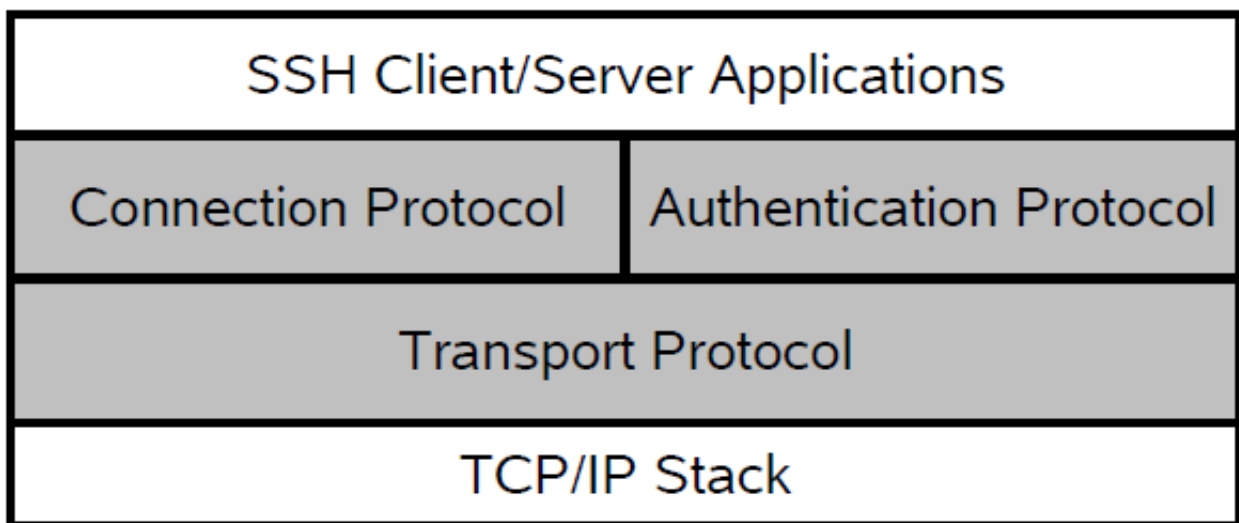 SSH Client/Server Applications
Connection Protocol
Authentication Protocol
Transport Protocol
TCP/IP Stack